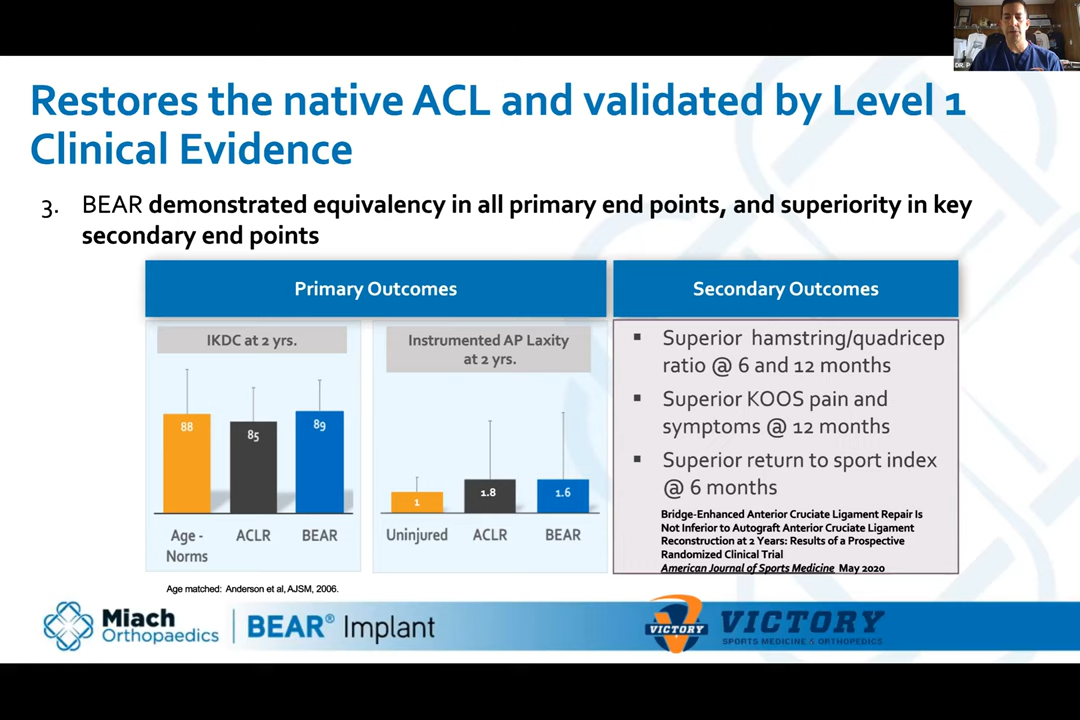 DR. P
Restores the native ACL and validated by Level 1
Clinical Evidence
3. BEAR demonstrated equivalency in all primary end points, and superiority in key
secondary end points
Primary Outcomes
IKDC at 2 yrs.
88
85
89
Age -
Norms
ACLR
BEAR
Instrumented AP Laxity
at 2 yrs.
1
1.8
1.6
Uninjured
ACLR
BEAR
Secondary Outcomes
▪ Superior hamstring/quadricep
ratio @ 6 and 12 months
▪ Superior KOOS pain and
symptoms @ 12 months
▪ Superior return to sport index
@ 6 months
Bridge-Enhanced Anterior Cruciate Ligament Repair Is
Not Inferior to Autograft Anterior Cruciate Ligament
Reconstruction at 2 Years: Results of a Prospective
Randomized Clinical Trial
American Journal of Sports Medicine May 2020
Age matched: Anderson et al, AJSM, 2006.
Miach
Orthopaedics
BEAR® Implant
VICTORY
VICTORY
SPORTS MEDICINE & ORTHOPEDICS